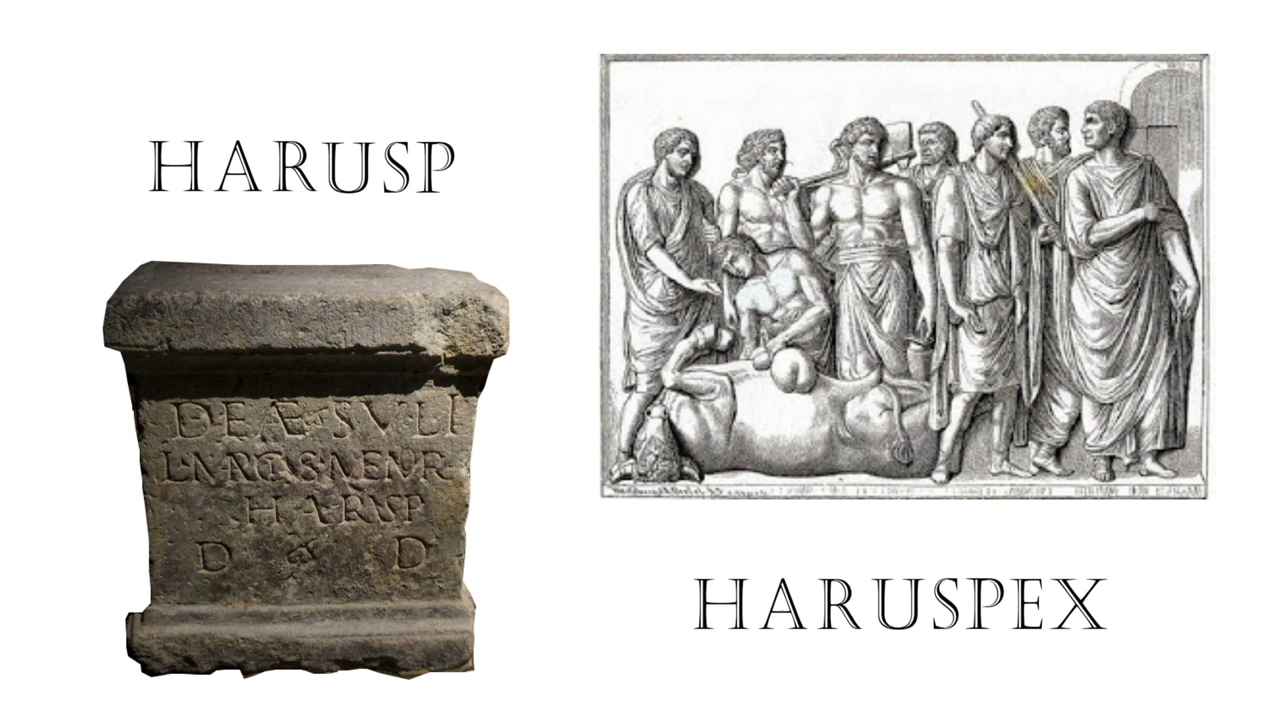 HARUSP
DEAE SVLI
L·MARCIVS·MEMOR
HARVSP
D D
HARUSPEX